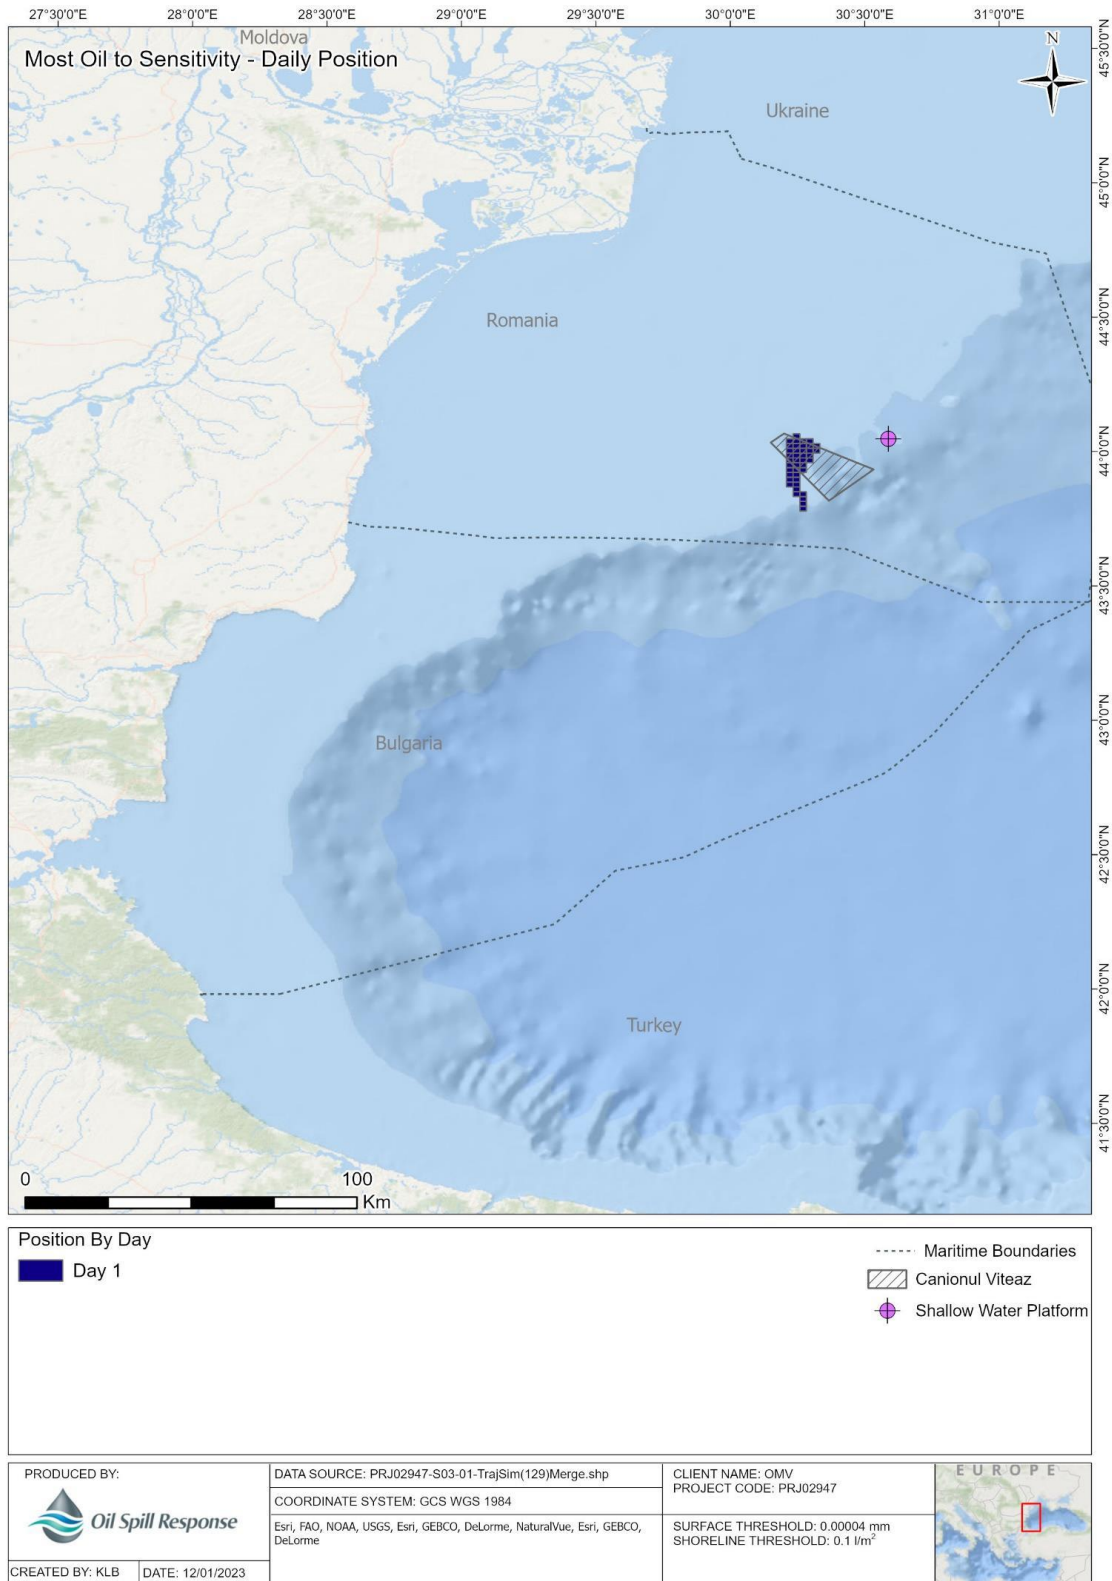 27°30'0"E 28°0'0"E 28°30'0"E 29°0'0"E 29°30'0"E 30°0'0"E 30°30'0"E 31°0'0"E
Moldova
Most Oil to Sensitivity - Daily Position
N
Ukraine
Romania
Bulgaria
Turkey
45°30'0"N
45°0'0"N
44°30'0"N
44°0'0"N
43°30'0"N
43°0'0"N
42°30'0"N
42°0'0"N
41°30'0"N
0 100
Km
Position By Day
Day 1
Maritime Boundaries
Canionul Viteaz
Shallow Water Platform
PRODUCED BY:
Oil Spill Response
CREATED BY: KLB
DATE: 12/01/2023
DATA SOURCE: PRJ02947-S03-01-TrajSim(129)Merge.shp
COORDINATE SYSTEM: GCS WGS 1984
Esri, FAO, NOAA, USGS, Esri, GEBCO, DeLorme, NaturalVue, Esri, GEBCO,
DeLorme
CLIENT NAME: OMV
PROJECT CODE: PRJ02947
SURFACE THRESHOLD: 0.00004 mm
SHORELINE THRESHOLD: 0.1 l/m²
EUROPE